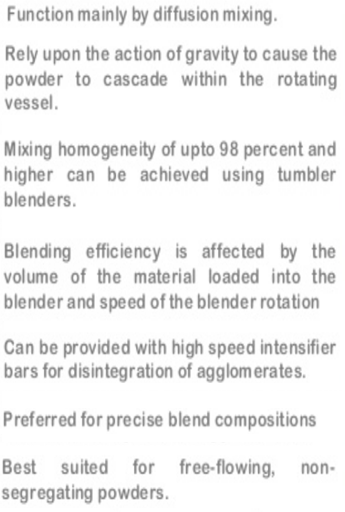 Function mainly by diffusion mixing.
Rely upon the action of gravity to cause the
powder to cascade within the rotating
vessel.
Mixing homogeneity of upto 98 percent and
higher can be achieved using tumbler
blenders.
Blending efficiency is affected by the
volume of the material loaded into the
blender and speed of the blender rotation
Can be provided with high speed intensifier
bars for disintegration of agglomerates.
Preferred for precise blend compositions
Best suited for free-flowing, non-
segregating powders.